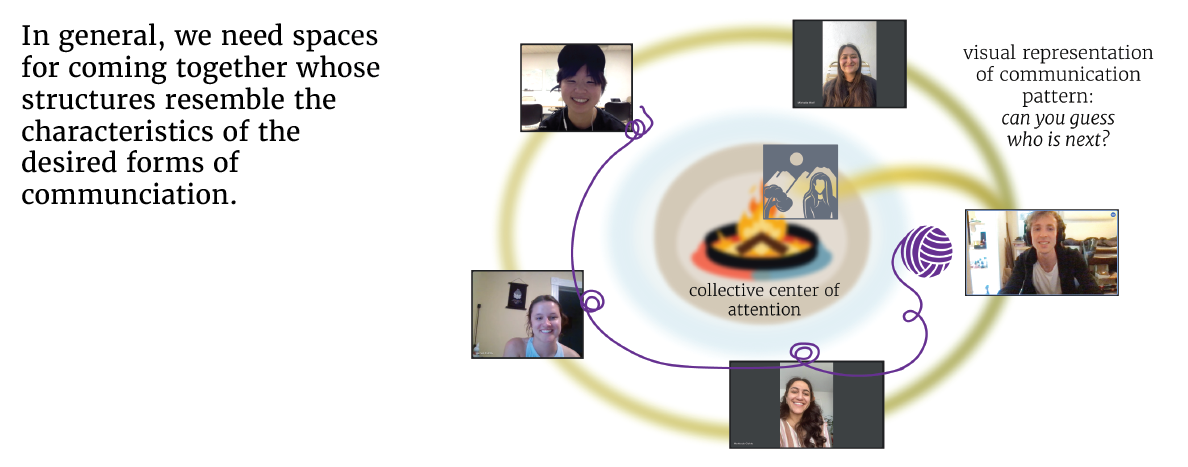 In general, we need spaces
for coming together whose
structures resemble the
characteristics of the
desired forms of
communciation.
visual representation
of communication
pattern:
can you guess
who is next?
collective center of
attention